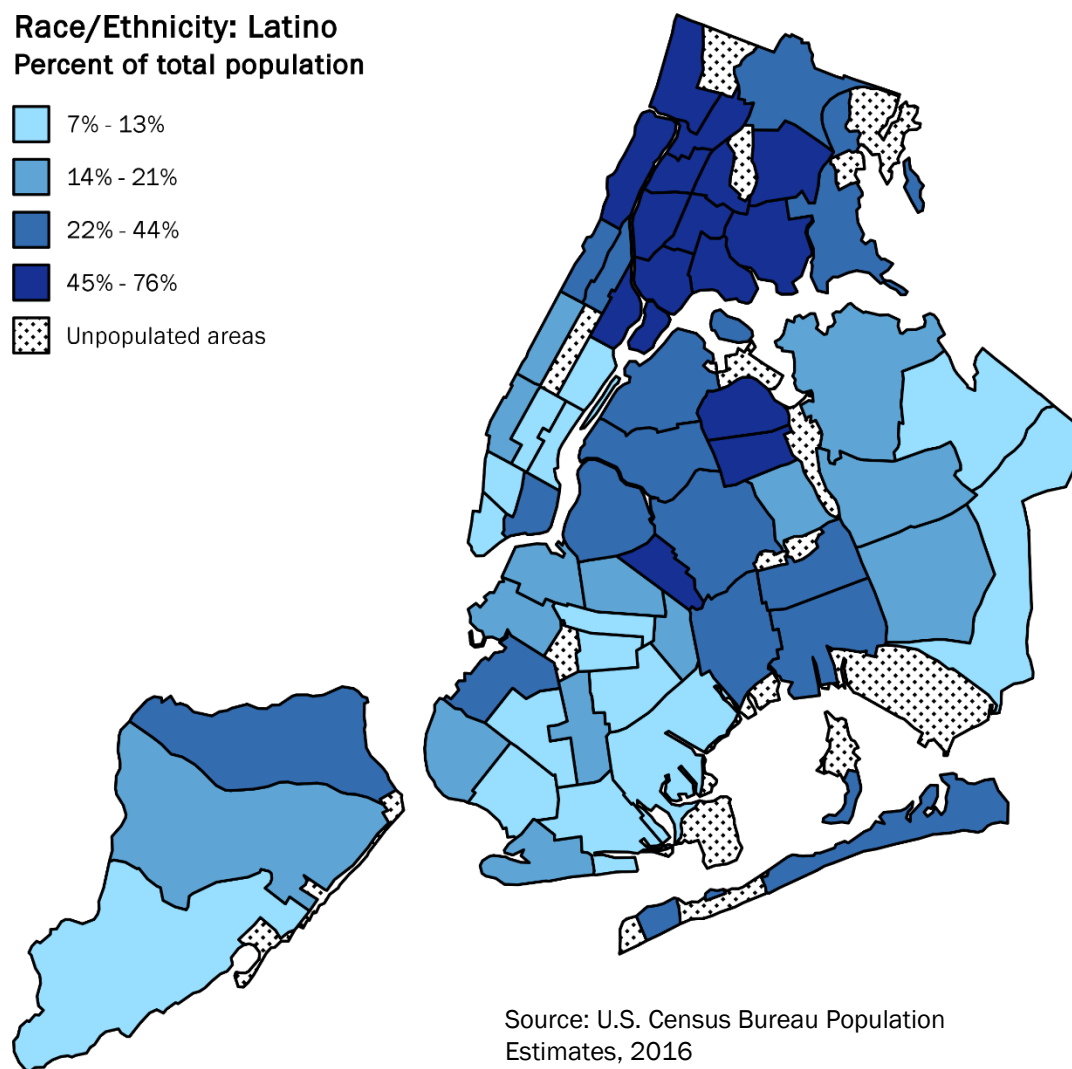 Race/Ethnicity: Latino
Percent of total population
7% - 13%
14% - 21%
22% - 44%
45% - 76%
Unpopulated areas
Source: U.S. Census Bureau Population
Estimates, 2016